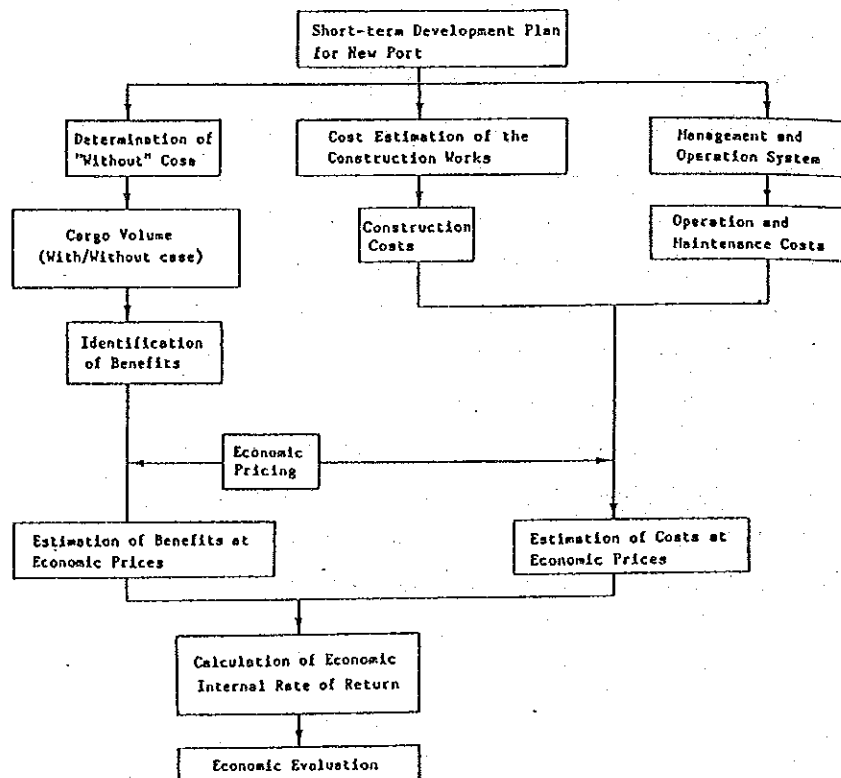 Short-term Development Plan
for New Port
Determination of
"Without" Case
Cost Estimation of the
Construction Works
Management and
Operation System
Cargo Volume
(With/Without case)
Construction
Costs
Operation and
Maintenance Costs
Identification
of Benefits
Economic
Pricing
Estimation of Benefits at
Economic Prices
Estimation of Costs at
Economic Prices
Calculation of Economic
Internal Rate of Return
Economic Evaluation